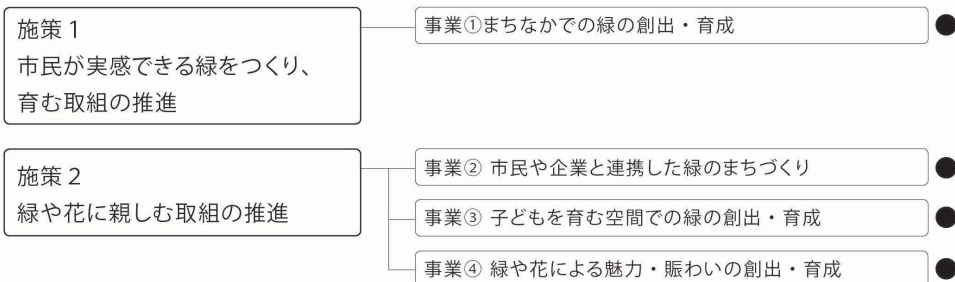 施策 1
市民が実感できる緑をつくり、
育む取組の推進
事業①まちなかでの緑の創出・育成
施策 2
緑や花に親しむ取組の推進
事業② 市民や企業と連携した緑のまちづくり
事業③ 子どもを育む空間での緑の創出・育成
事業④ 緑や花による魅力・賑わいの創出・育成